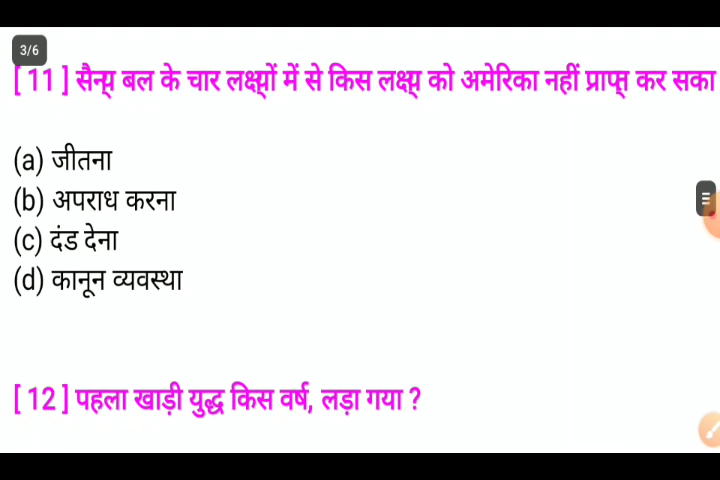 3/6
[ 11 ] सैन्य बल के चार लक्ष्यों में से किस लक्ष्य को अमेरिका नहीं प्राप्त कर सका
(a) जीतना
(b) अपराध करना
(c) दंड देना
(d) कानून व्यवस्था
[ 12 ] पहला खाड़ी युद्ध किस वर्ष, लड़ा गया ?